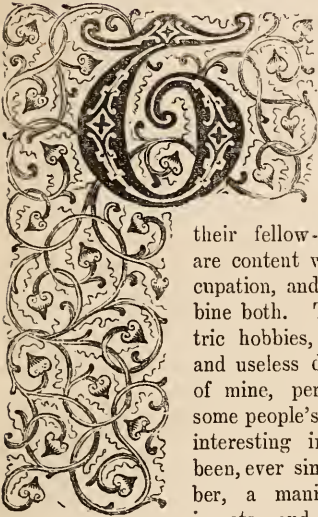 their fellow-
are content w
cupation, and
bine both. T
tric hobbies,
and useless d
of mine, per
some people's
interesting in
been, ever sin
ber, a mani